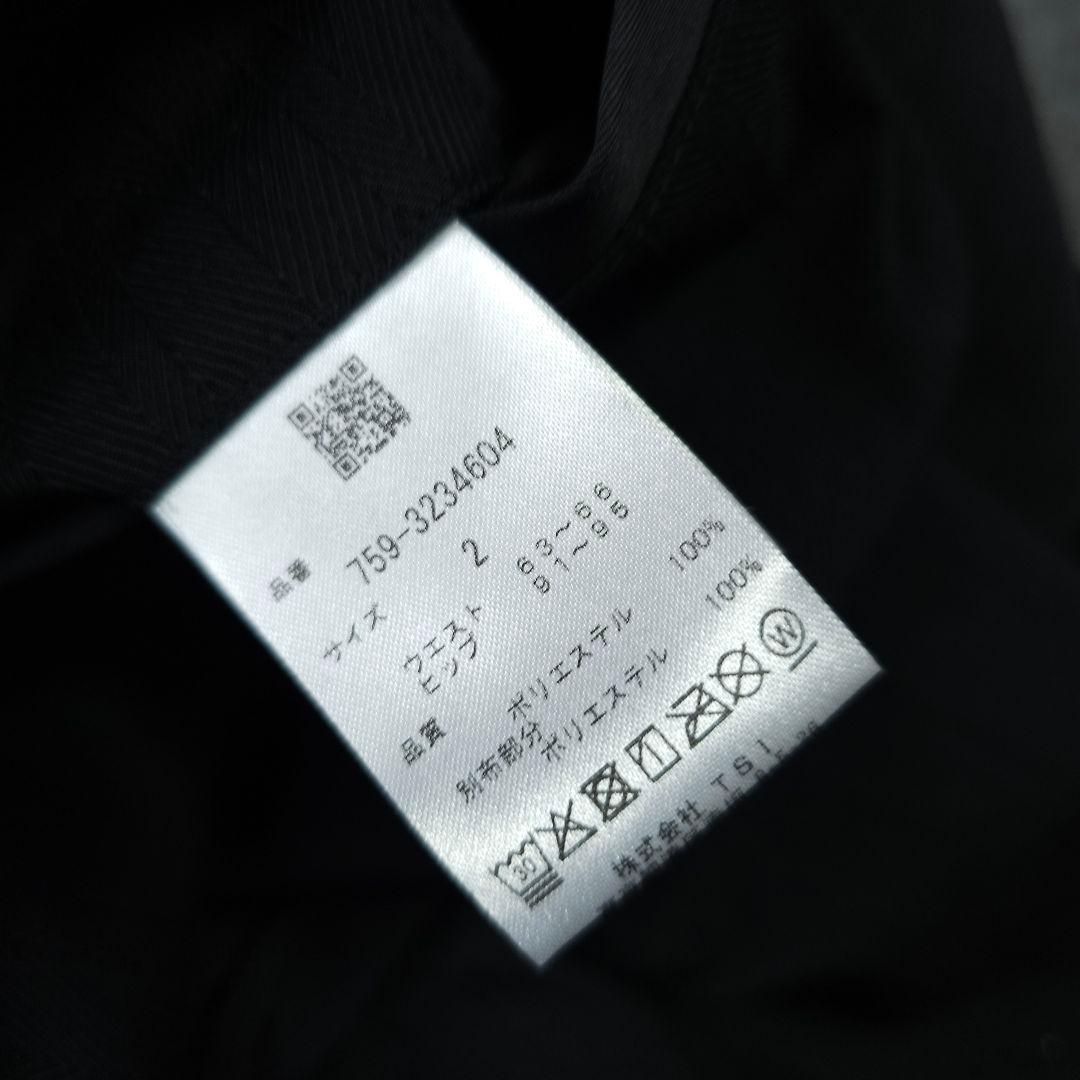 品番 759-3234604
サイズ 2
ウエスト 63～66
ヒップ 91～95
品質 ポリエステル 100%
別布部分
ポリエステル 100%
30
W
株式会社 TSI